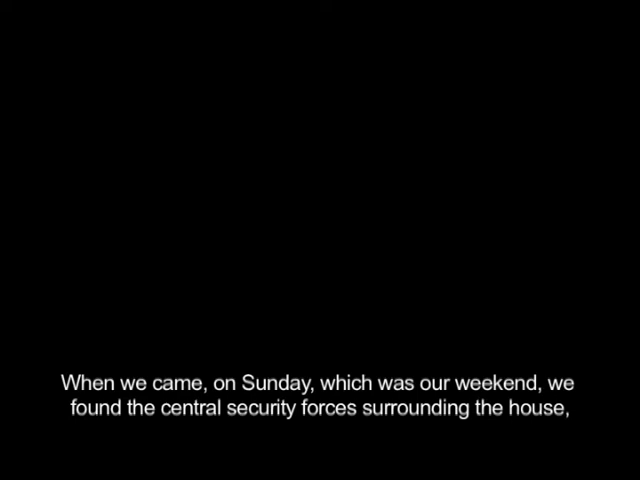 When we came, on Sunday, which was our weekend, we
found the central security forces surrounding the house,